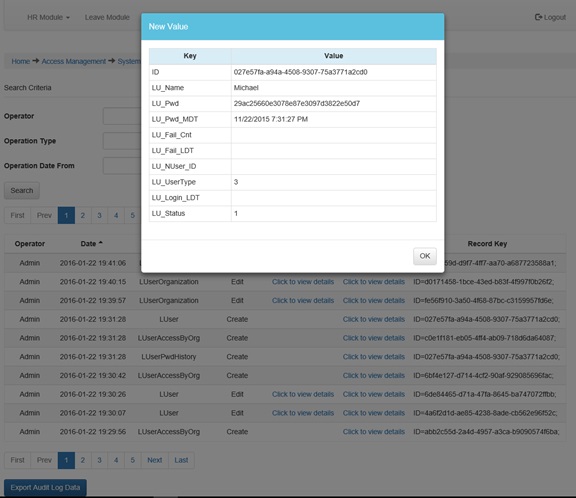 HR Module
Leave Module
Logout
New Value
Key Value
ID 027e57fa-a94a-4508-9307-75a3771a2cd0
LU_Name Michael
LU_Pwd 29ac25660e3078e87e3097d3822e50d7
LU_Pwd_MDT 11/22/2015 7:31:27 PM
LU_Fail_Cnt
LU_Fail_LDT
LU_NUser_ID
LU_UserType 3
LU_Login_LDT
LU_Status 1
OK
Home Access Management System
Search Criteria
Operator
Operation Type
Operation Date From
Search
First Prev 1 2 3 4 5
Operator Date Record Key
Admin 2016-01-22 19:41:06 59d-d9f7-4ff7-aa70-a687723588a1;
Admin 2016-01-22 19:40:15 LUserOrganization Edit Click to view details Click to view details ID=d0171458-1bce-43ed-b83f-4f997f0b26f2;
Admin 2016-01-22 19:39:57 LUserOrganization Edit Click to view details Click to view details ID=fe56f910-3a50-4f68-87bc-c3159957fd6e;
Admin 2016-01-22 19:31:28 LUser Create Click to view details ID=027e57fa-a94a-4508-9307-75a3771a2cd0;
Admin 2016-01-22 19:31:28 LUserAccessByOrg Create Click to view details ID=c0e1f181-eb05-4ff4-ab09-718d6da64087;
Admin 2016-01-22 19:31:28 LUserPwdHistory Create Click to view details ID=027e57fa-a94a-4508-9307-75a3771a2cd0;
Admin 2016-01-22 19:30:42 LUserAccessByOrg Create Click to view details ID=6bf4e127-d714-4cf2-90af-929085696fac;
Admin 2016-01-22 19:30:26 LUser Edit Click to view details Click to view details ID=6de84465-d71a-47fa-8645-ba747072ffbb;
Admin 2016-01-22 19:30:07 LUser Edit Click to view details Click to view details ID=4a6f2d1d-ae85-4238-8ade-cb562e96f52c;
Admin 2016-01-22 19:29:56 LUserAccessByOrg Create Click to view details ID=abb2c55d-2a4d-4957-a3ca-b9090574f6ba;
First Prev 1 2 3 4 5 Next Last
Export Audit Log Data